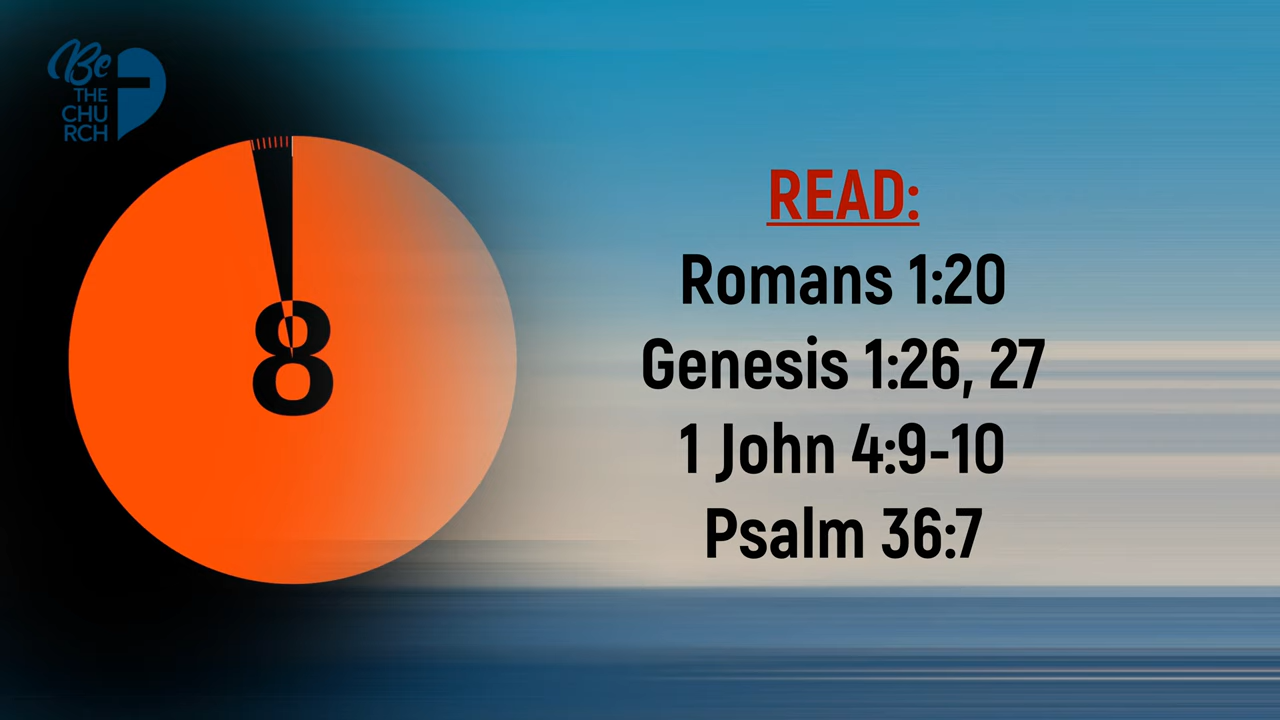 Be
THE
CHU
RCH
8
READ:
Romans 1:20
Genesis 1:26, 27
1 John 4:9-10
Psalm 36:7